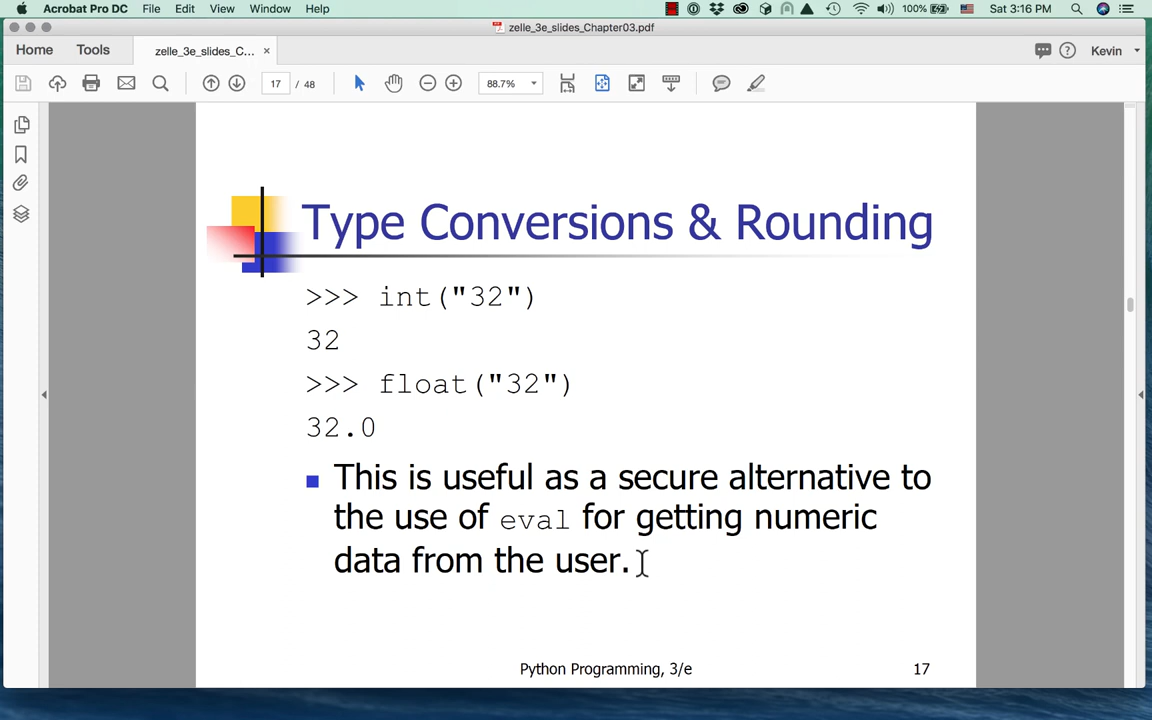 Acrobat Pro DC File Edit View Window Help 100% Sat 3:16 PM
zelle_3e_slides_Chapter03.pdf
Home Tools zelle_3e_slides_C... × ? Kevin
17 / 48 88.7%
Type Conversions & Rounding
>>> int("32")
32
>>> float("32")
32.0
This is useful as a secure alternative to
the use of eval for getting numeric
data from the user.
Python Programming, 3/e 17